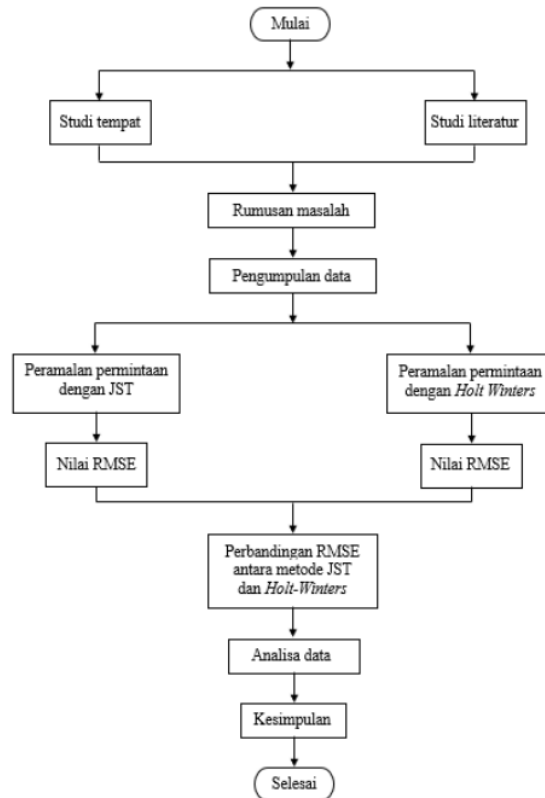 Mulai
Studi tempat
Studi literatur
Rumusan masalah
Pengumpulan data
Peramalan permintaan
dengan JST
Peramalan permintaan
dengan Holt Winters
Nilai RMSE
Nilai RMSE
Perbandingan RMSE
antara metode JST
dan Holt-Winters
Analisa data
Kesimpulan
Selesai